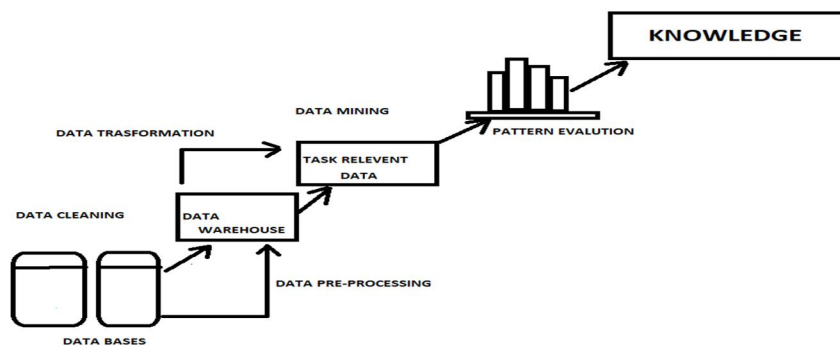 KNOWLEDGE
DATA MINING
DATA TRASFORMATION
PATTERN EVALUTION
TASK RELEVENT
DATA
DATA CLEANING
DATA
WAREHOUSE
DATA PRE-PROCESSING
DATA BASES